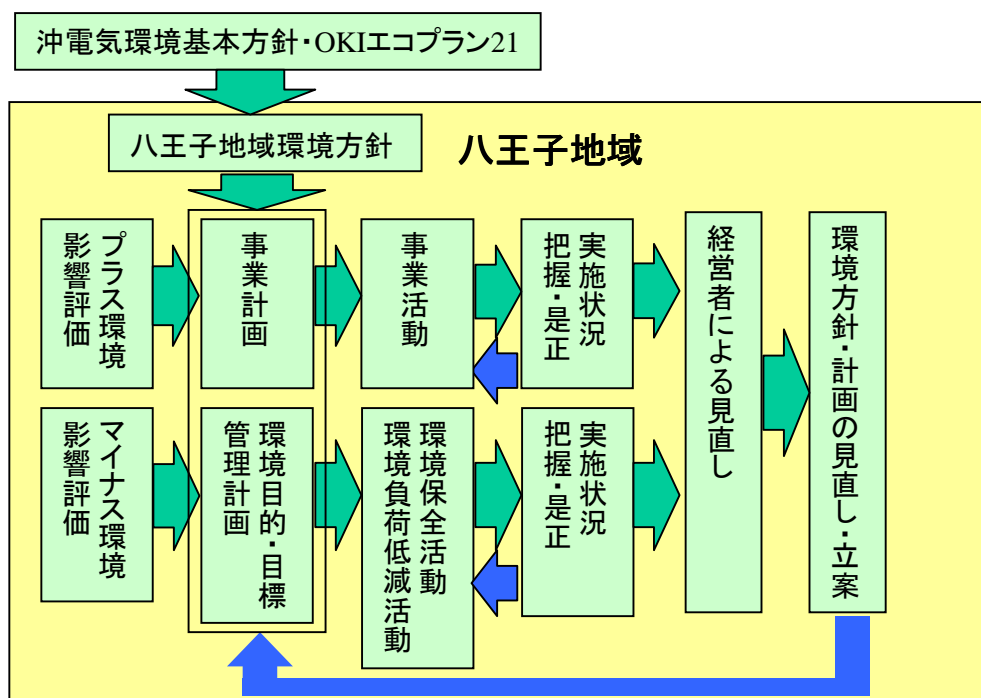 沖電気環境基本方針・OKIエコプラン21
八王子地域環境方針
八王子地域
プラス環境
影響評価
事業計画
事業活動
実施状況
把握・是正
経営者による見直し
環境方針・計画の見直し・立案
マイナス環境
影響評価
環境目的・目標
管理計画
環境保全活動
環境負荷低減活動
実施状況
把握・是正